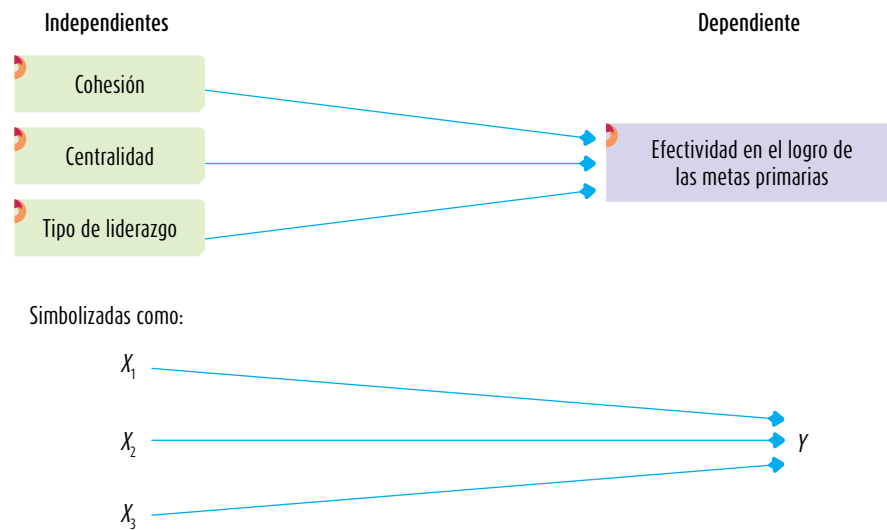 Independientes
Dependiente
Cohesión
Centralidad
Tipo de liderazgo
Efectividad en el logro de
las metas primarias
Simbolizadas como:
X₁
X₂
X₃
Y